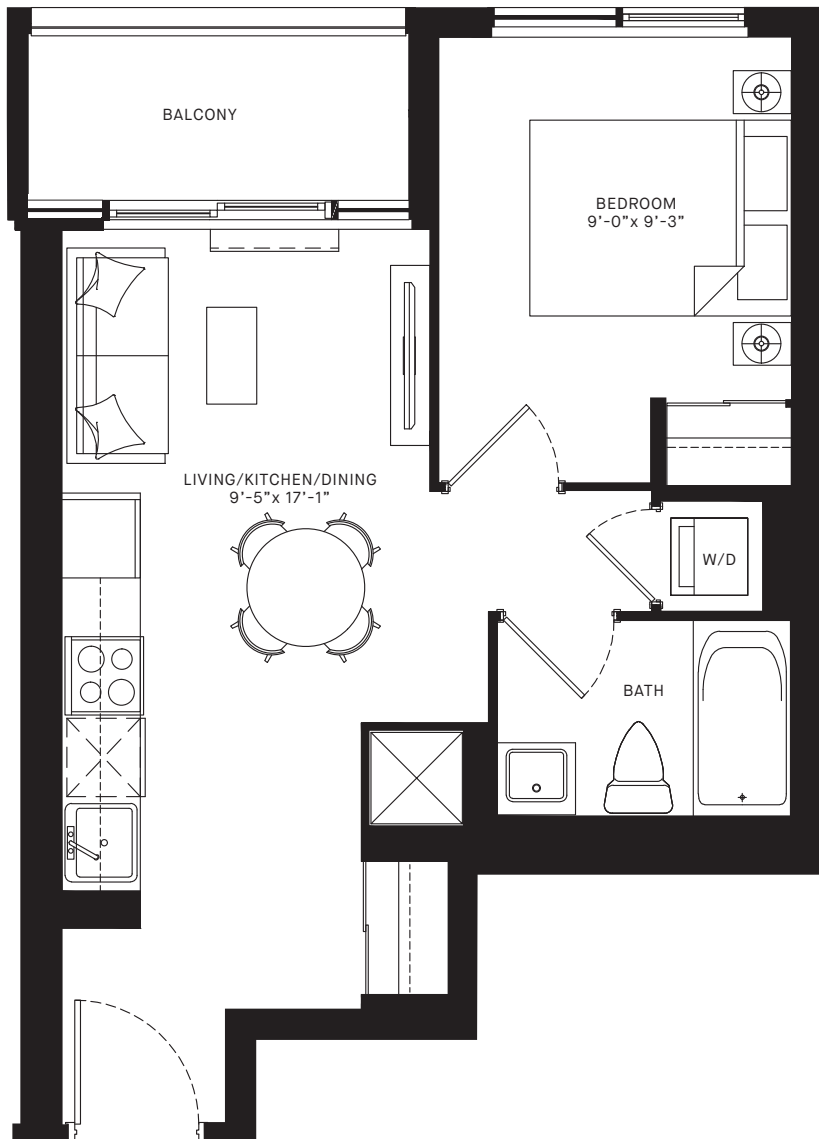 BALCONY
BEDROOM
9’-0”x 9’-3”
LIVING/KITCHEN/DINING
9’-5”x 17’-1”
W/D
BATH